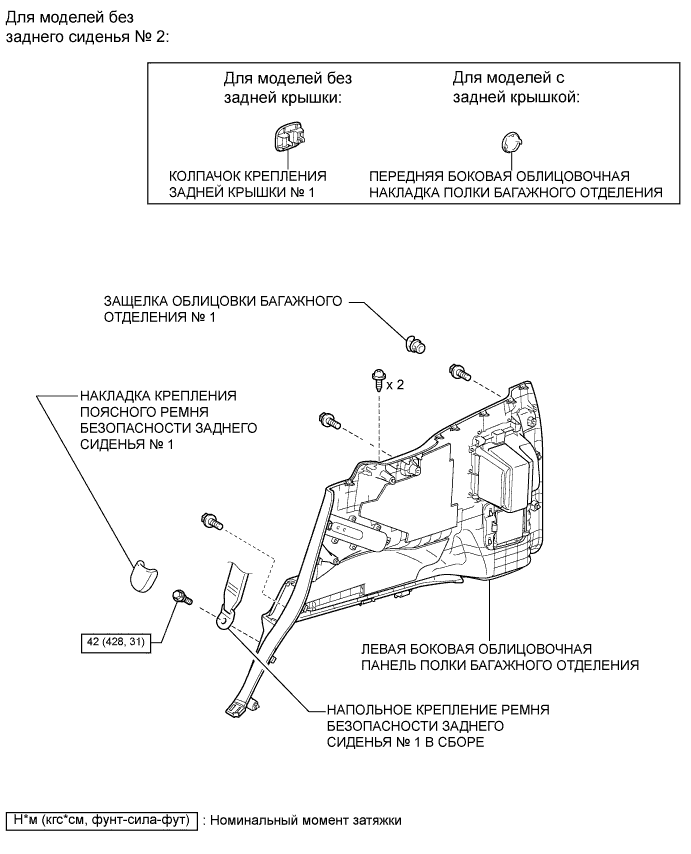 Для моделей без
заднего сиденья № 2:
Для моделей без
задней крышки:
Для моделей с
задней крышкой:
КОЛПАЧОК КРЕПЛЕНИЯ
ЗАДНЕЙ КРЫШКИ № 1
ПЕРЕДНЯЯ БОКОВАЯ ОБЛИЦОВОЧНАЯ
НАКЛАДКА ПОЛКИ БАГАЖНОГО ОТДЕЛЕНИЯ
ЗАЩЕЛКА ОБЛИЦОВКИ БАГАЖНОГО
ОТДЕЛЕНИЯ № 1
x 2
НАКЛАДКА КРЕПЛЕНИЯ
ПОЯСНОГО РЕМНЯ
БЕЗОПАСНОСТИ ЗАДНЕГО
СИДЕНЬЯ № 1
42 (428, 31)
ЛЕВАЯ БОКОВАЯ ОБЛИЦОВОЧНАЯ
ПАНЕЛЬ ПОЛКИ БАГАЖНОГО ОТДЕЛЕНИЯ
НАПОЛЬНОЕ КРЕПЛЕНИЕ РЕМНЯ
БЕЗОПАСНОСТИ ЗАДНЕГО
СИДЕНЬЯ № 1 В СБОРЕ
Н*м (кгс*см, фунт-сила-фут) : Номинальный момент затяжки